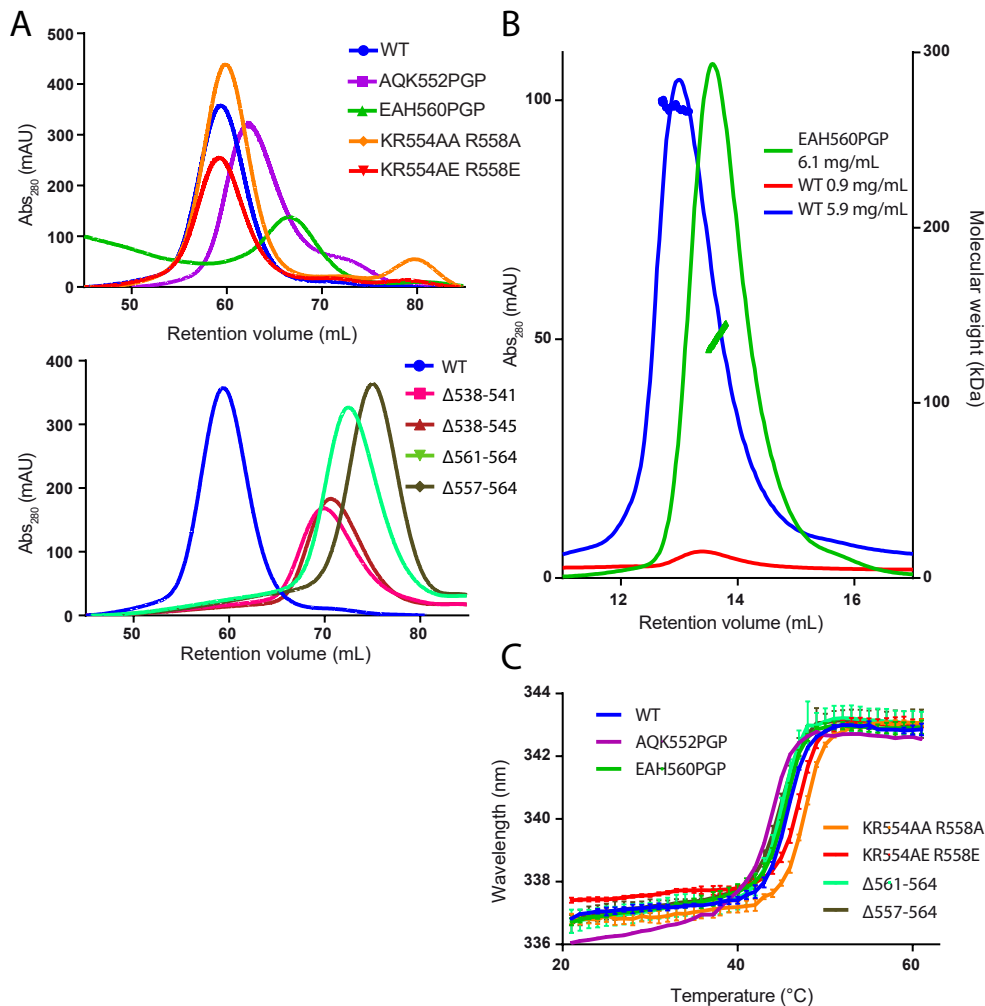 A
500
400
300
200
100
0
50
60
70
80
Abs280 (mAU)
Retention volume (mL)
WT
AQK552PGP
EAH560PGP
KR554AA R558A
KR554AE R558E
400
300
200
100
0
50
60
70
80
Abs280 (mAU)
Retention volume (mL)
WT
Δ538-541
Δ538-545
Δ561-564
Δ557-564
B
100
50
0
300
200
100
0
12
14
16
Abs280 (mAU)
Molecular weight (kDa)
Retention volume (mL)
EAH560PGP
6.1 mg/mL
WT 0.9 mg/mL
WT 5.9 mg/mL
C
344
342
340
338
336
20
40
60
Wavelength (nm)
Temperature (°C)
WT
AQK552PGP
EAH560PGP
KR554AA R558A
KR554AE R558E
Δ561-564
Δ557-564